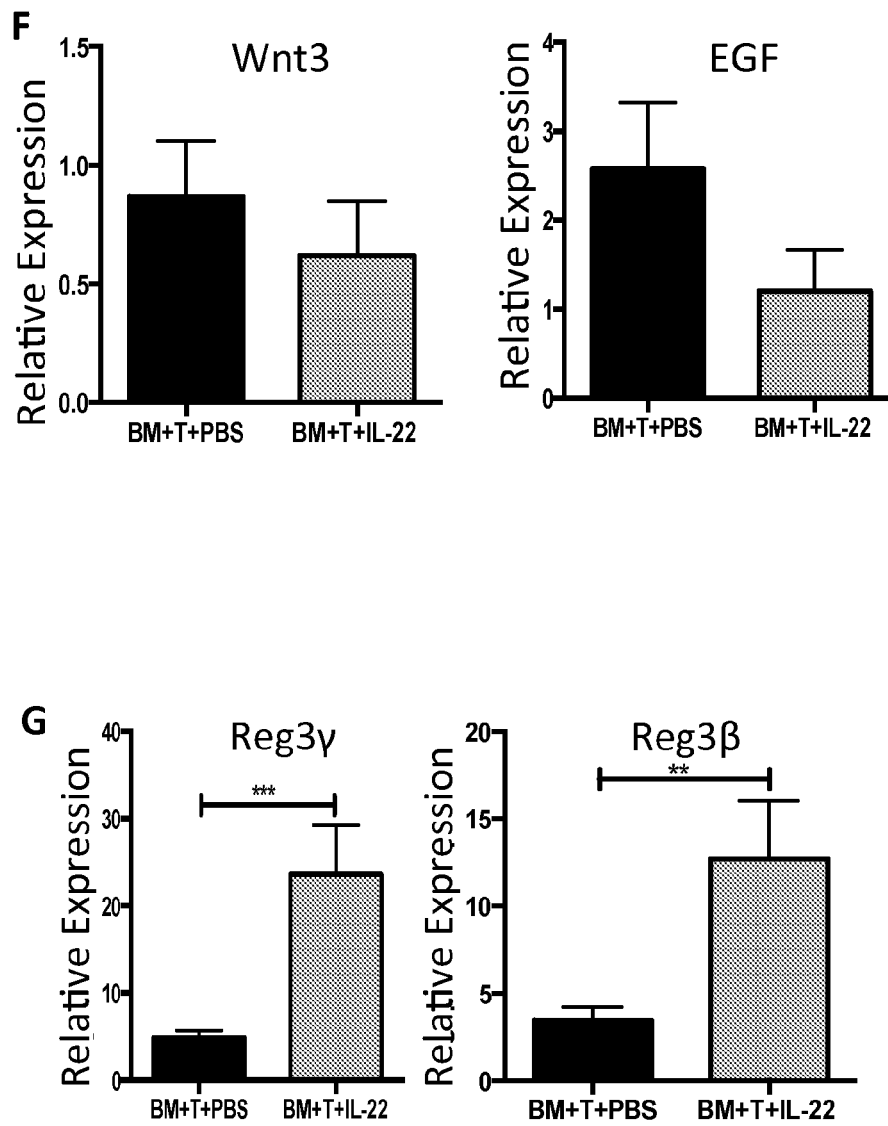 F
Wnt3
Relative Expression
1.5
1.0
0.5
0.0
BM+T+PBS
BM+T+IL-22
EGF
Relative Expression
4
3
2
1
0
BM+T+PBS
BM+T+IL-22
G
Reg3γ
Relative Expression
40
30
20
10
0
***
BM+T+PBS
BM+T+IL-22
Reg3β
Relative Expression
20
15
10
5
0
**
BM+T+PBS
BM+T+IL-22